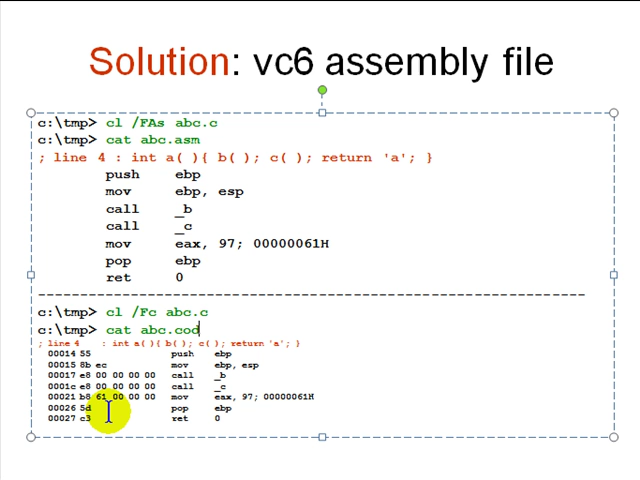 Solution: vc6 assembly file
c:\tmp> cl /FAs abc.c
c:\tmp> cat abc.asm
; line 4 : int a( ){ b( ); c( ); return 'a'; }
push ebp
mov ebp, esp
call _b
call _c
mov eax, 97; 00000061H
pop ebp
ret 0
-----------------------------------------------------------------
c:\tmp> cl /Fc abc.c
c:\tmp> cat abc.cod
; line 4 : int a( ){ b( ); c( ); return 'a'; }
00014 55 push ebp
00015 8b ec mov ebp, esp
00017 e8 00 00 00 00 call _b
0001c e8 00 00 00 00 call _c
00021 b8 61 00 00 00 mov eax, 97; 00000061H
00026 5d pop ebp
00027 c3 ret 0